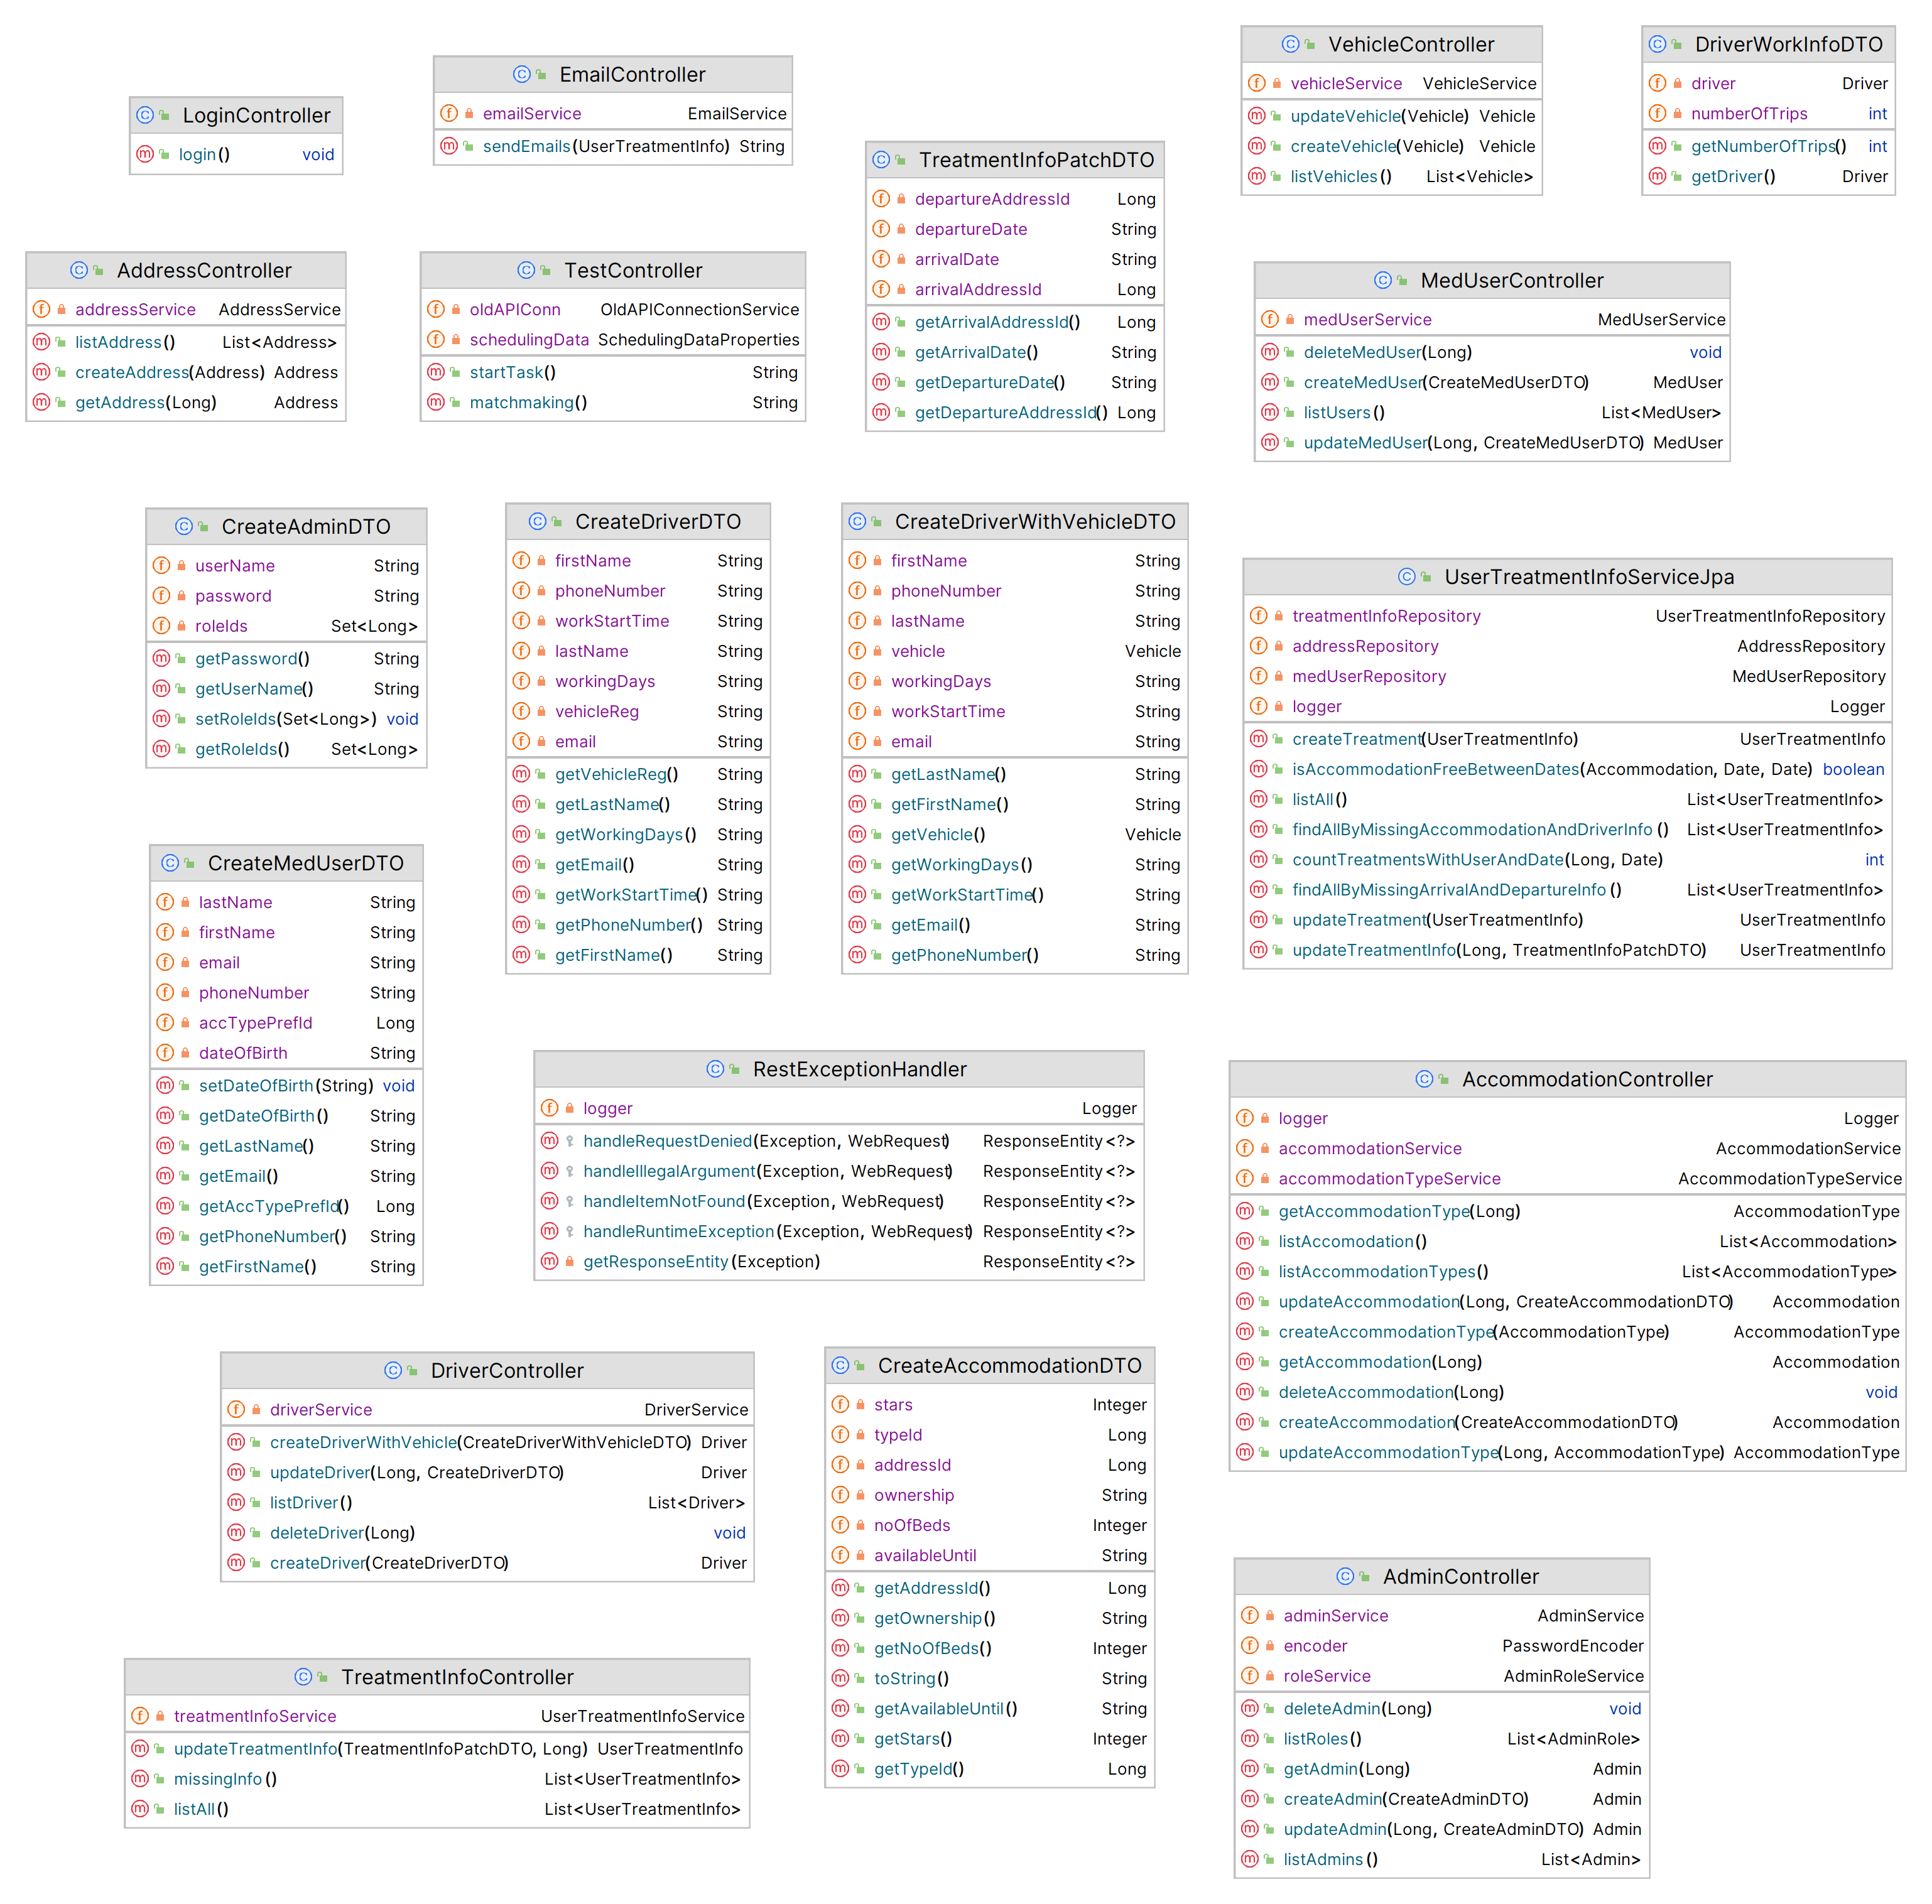 LoginController
login() void
EmailController
emailService EmailService
sendEmails(UserTreatmentInfo) String
TreatmentInfoPatchDTO
departureAddressId Long
departureDate String
arrivalDate String
arrivalAddressId Long
getArrivalAddressId() Long
getArrivalDate() String
getDepartureDate() String
getDepartureAddressId() Long
VehicleController
vehicleService VehicleService
updateVehicle(Vehicle) Vehicle
createVehicle(Vehicle) Vehicle
listVehicles() List<Vehicle>
DriverWorkInfoDTO
driver Driver
numberOfTrips int
getNumberOfTrips() int
getDriver() Driver
AddressController
addressService AddressService
listAddress() List<Address>
createAddress(Address) Address
getAddress(Long) Address
TestController
oldAPIConn OldAPIConnectionService
schedulingData SchedulingDataProperties
startTask() String
matchmaking() String
MedUserController
medUserService MedUserService
deleteMedUser(Long) void
createMedUser(CreateMedUserDTO) MedUser
listUsers() List<MedUser>
updateMedUser(Long, CreateMedUserDTO) MedUser
CreateAdminDTO
userName String
password String
roleIds Set<Long>
getPassword() String
getUserName() String
setRoleIds(Set<Long>) void
getRoleIds() Set<Long>
CreateDriverDTO
firstName String
phoneNumber String
workStartTime String
lastName String
workingDays String
vehicleReg String
email String
getVehicleReg() String
getLastName() String
getWorkingDays() String
getEmail() String
getWorkStartTime() String
getPhoneNumber() String
getFirstName() String
CreateDriverWithVehicleDTO
firstName String
phoneNumber String
lastName String
vehicle Vehicle
workingDays String
workStartTime String
email String
getLastName() String
getFirstName() String
getVehicle() Vehicle
getWorkingDays() String
getWorkStartTime() String
getEmail() String
getPhoneNumber() String
UserTreatmentInfoServiceJpa
treatmentInfoRepository UserTreatmentInfoRepository
addressRepository AddressRepository
medUserRepository MedUserRepository
logger Logger
createTreatment(UserTreatmentInfo) UserTreatmentInfo
isAccommodationFreeBetweenDates(Accommodation, Date, Date) boolean
listAll() List<UserTreatmentInfo>
findAllByMissingAccommodationAndDriverInfo() List<UserTreatmentInfo>
countTreatmentsWithUserAndDate(Long, Date) int
findAllByMissingArrivalAndDepartureInfo() List<UserTreatmentInfo>
updateTreatment(UserTreatmentInfo) UserTreatmentInfo
updateTreatmentInfo(Long, TreatmentInfoPatchDTO) UserTreatmentInfo
CreateMedUserDTO
lastName String
firstName String
email String
phoneNumber String
accTypePrefId Long
dateOfBirth String
setDateOfBirth(String) void
getDateOfBirth() String
getLastName() String
getEmail() String
getAccTypePrefId() Long
getPhoneNumber() String
getFirstName() String
RestExceptionHandler
logger Logger
handleRequestDenied(Exception, WebRequest) ResponseEntity<?>
handleIllegalArgument(Exception, WebRequest) ResponseEntity<?>
handleItemNotFound(Exception, WebRequest) ResponseEntity<?>
handleRuntimeException(Exception, WebRequest) ResponseEntity<?>
getResponseEntity(Exception) ResponseEntity<?>
AccommodationController
logger Logger
accommodationService AccommodationService
accommodationTypeService AccommodationTypeService
getAccommodationType(Long) AccommodationType
listAccomodation() List<Accommodation>
listAccommodationTypes() List<AccommodationType>
updateAccommodation(Long, CreateAccommodationDTO) Accommodation
createAccommodationType(AccommodationType) AccommodationType
getAccommodation(Long) Accommodation
deleteAccommodation(Long) void
createAccommodation(CreateAccommodationDTO) Accommodation
updateAccommodationType(Long, AccommodationType) AccommodationType
DriverController
driverService DriverService
createDriverWithVehicle(CreateDriverWithVehicleDTO) Driver
updateDriver(Long, CreateDriverDTO) Driver
listDriver() List<Driver>
deleteDriver(Long) void
createDriver(CreateDriverDTO) Driver
CreateAccommodationDTO
stars Integer
typeId Long
addressId Long
ownership String
noOfBeds Integer
availableUntil String
getAddressId() Long
getOwnership() String
getNoOfBeds() Integer
toString() String
getAvailableUntil() String
getStars() Integer
getTypeId() Long
AdminController
adminService AdminService
encoder PasswordEncoder
roleService AdminRoleService
deleteAdmin(Long) void
listRoles() List<AdminRole>
getAdmin(Long) Admin
createAdmin(CreateAdminDTO) Admin
updateAdmin(Long, CreateAdminDTO) Admin
listAdmins() List<Admin>
TreatmentInfoController
treatmentInfoService UserTreatmentInfoService
updateTreatmentInfo(TreatmentInfoPatchDTO, Long) UserTreatmentInfo
missingInfo() List<UserTreatmentInfo>
listAll() List<UserTreatmentInfo>